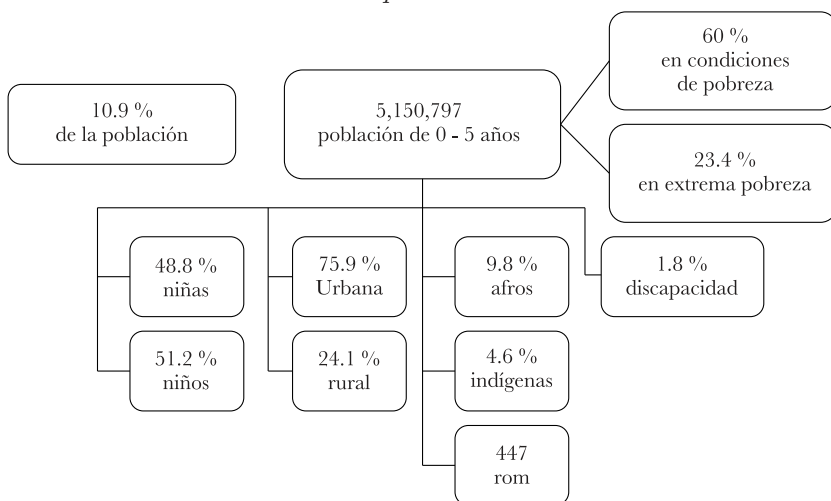 60 %
en condiciones
de pobreza
10.9 %
de la población
5,150,797
población de 0 - 5 años
23.4 %
en extrema pobreza
48.8 %
niñas
75.9 %
Urbana
9.8 %
afros
1.8 %
discapacidad
51.2 %
niños
24.1 %
rural
4.6 %
indígenas
447
rom